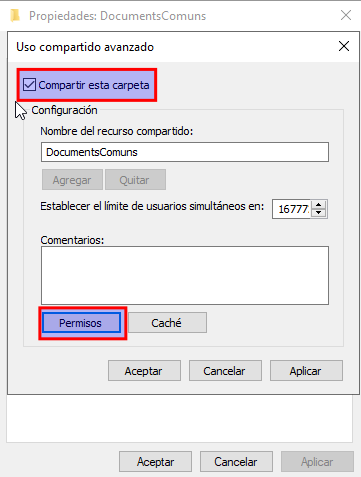 Propiedades: DocumentsComuns
Uso compartido avanzado
Compartir esta carpeta
Configuración
Nombre del recurso compartido:
DocumentsComuns
Agregar Quitar
Establecer el límite de usuarios simultáneos en: 16777
Comentarios:
Permisos Caché
Aceptar Cancelar Aplicar
Aceptar Cancelar Aplicar